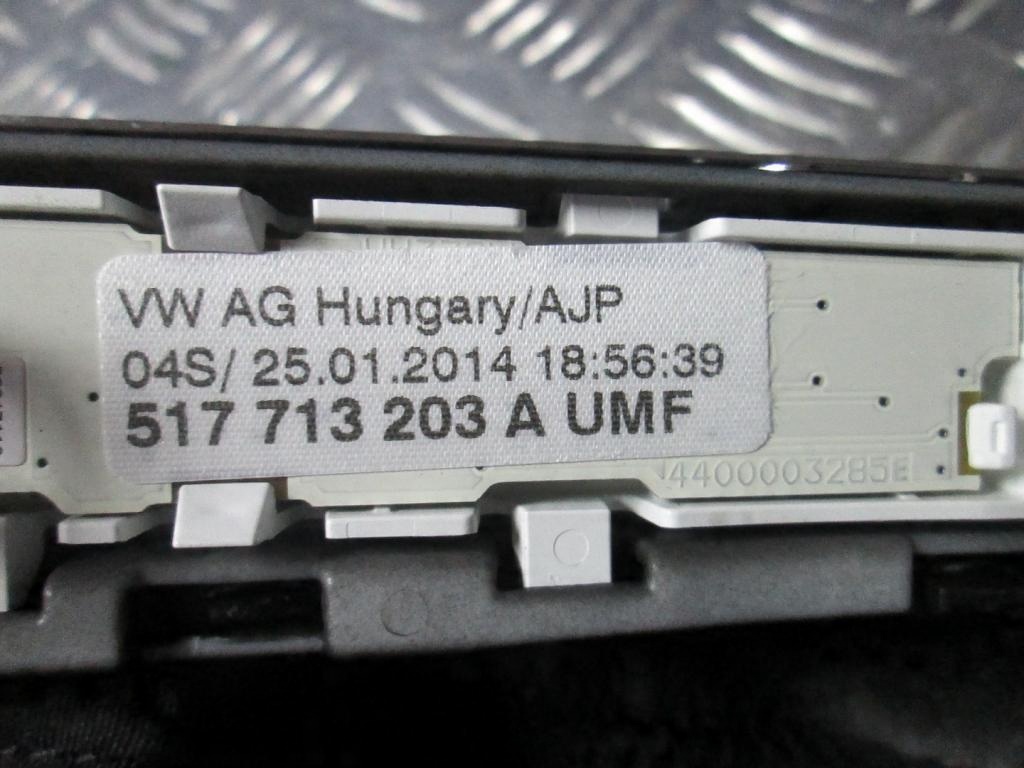 VW AG Hungary/AJP
04S/ 25.01.2014 18:56:39
517 713 203 A UMF
4400003285E